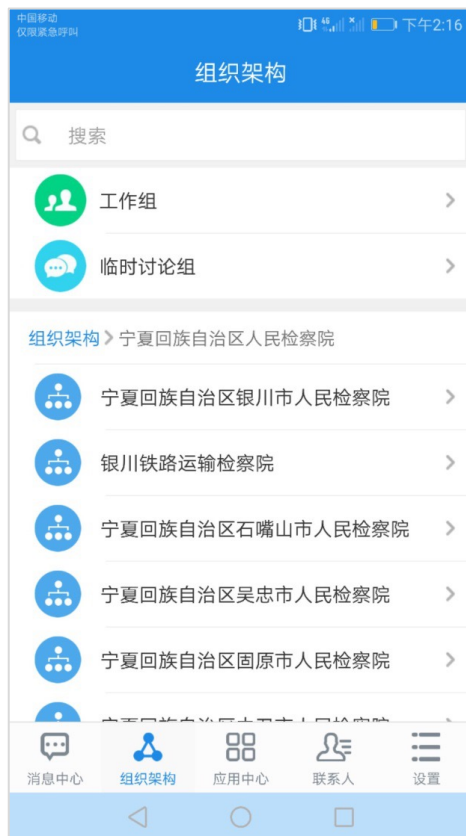 中国移动
仅限紧急呼叫
46 下午2:16
组织架构
搜索
工作组
临时讨论组
组织架构 > 宁夏回族自治区人民检察院
宁夏回族自治区银川市人民检察院
银川铁路运输检察院
宁夏回族自治区石嘴山市人民检察院
宁夏回族自治区吴忠市人民检察院
宁夏回族自治区固原市人民检察院
消息中心 组织架构 应用中心 联系人 设置